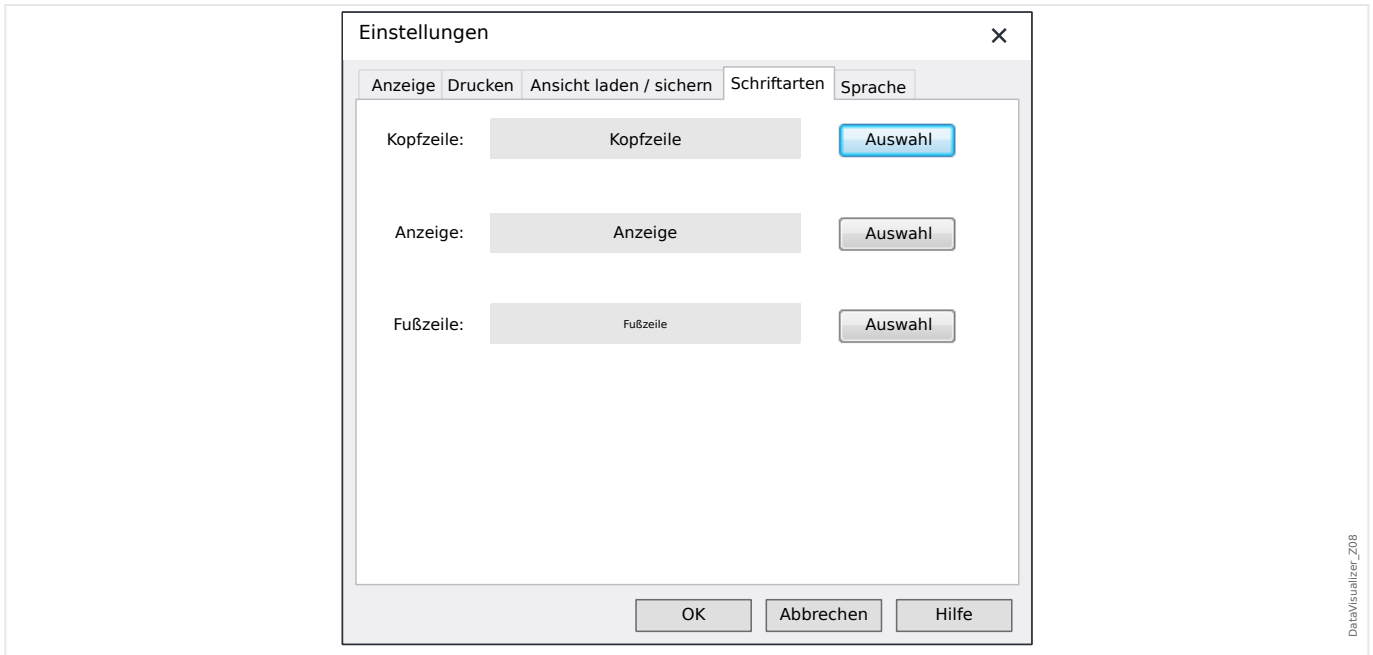 Einstellungen
Anzeige Drucken Ansicht laden / sichern Schriftarten Sprache
Kopfzeile: Kopfzeile Auswahl
Anzeige: Anzeige Auswahl
Fußzeile: Fußzeile Auswahl
OK Abbrechen Hilfe
DataVisualizer_Z08